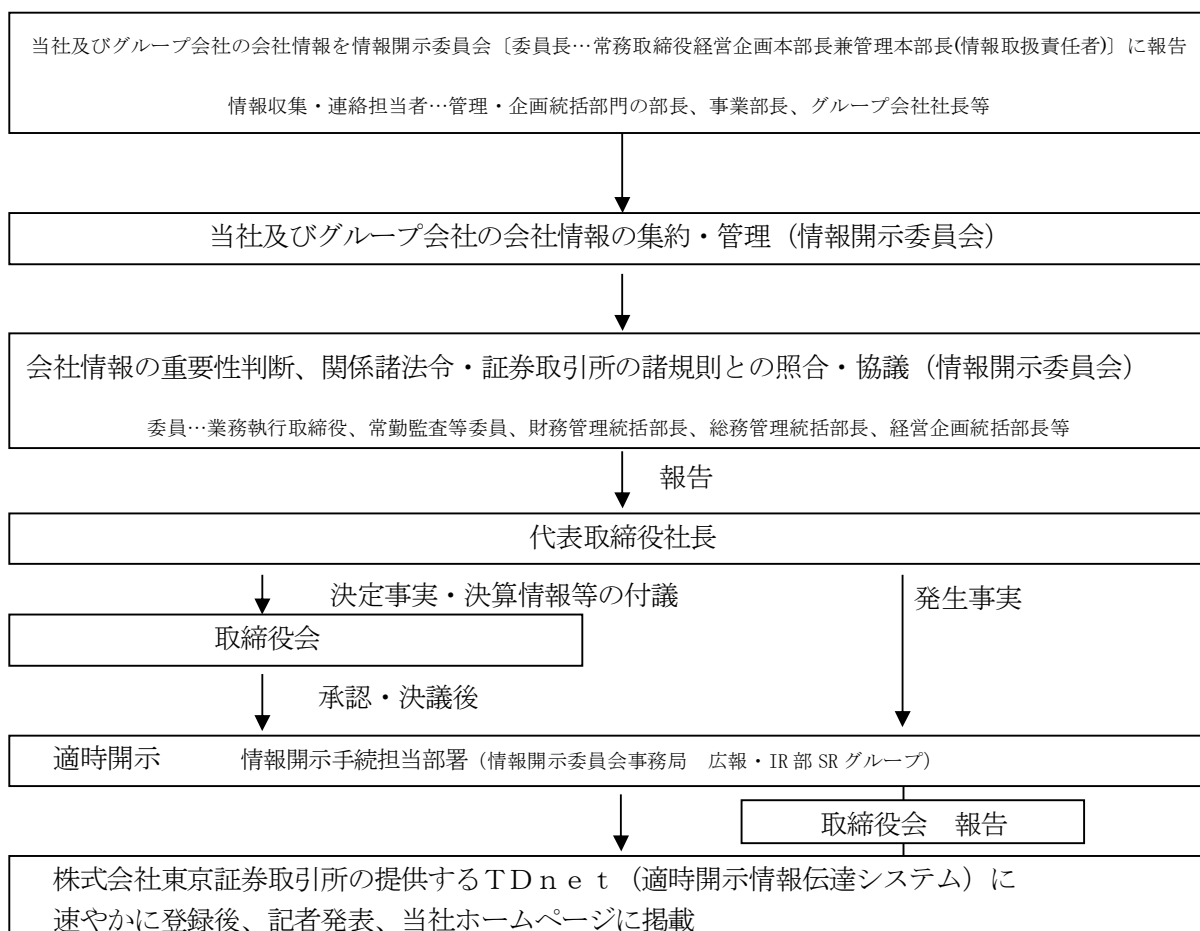 当社及びグループ会社の会社情報を情報開示委員会〔委員長…常務取締役経営企画本部長兼管理本部長(情報取扱責任者)〕に報告
情報収集・連絡担当者…管理・企画統括部門の部長、事業部長、グループ会社社長等
当社及びグループ会社の会社情報の集約・管理（情報開示委員会）
会社情報の重要性判断、関係諸法令・証券取引所の諸規則との照合・協議（情報開示委員会）
委員…業務執行取締役、常勤監査等委員、財務管理統括部長、総務管理統括部長、経営企画統括部長等
報告
代表取締役社長
決定事実・決算情報等の付議
発生事実
取締役会
承認・決議後
適時開示　情報開示手続担当部署（情報開示委員会事務局　広報・IR 部 SR グループ）
取締役会　報告
株式会社東京証券取引所の提供するＴＤｎｅｔ（適時開示情報伝達システム）に
速やかに登録後、記者発表、当社ホームページに掲載